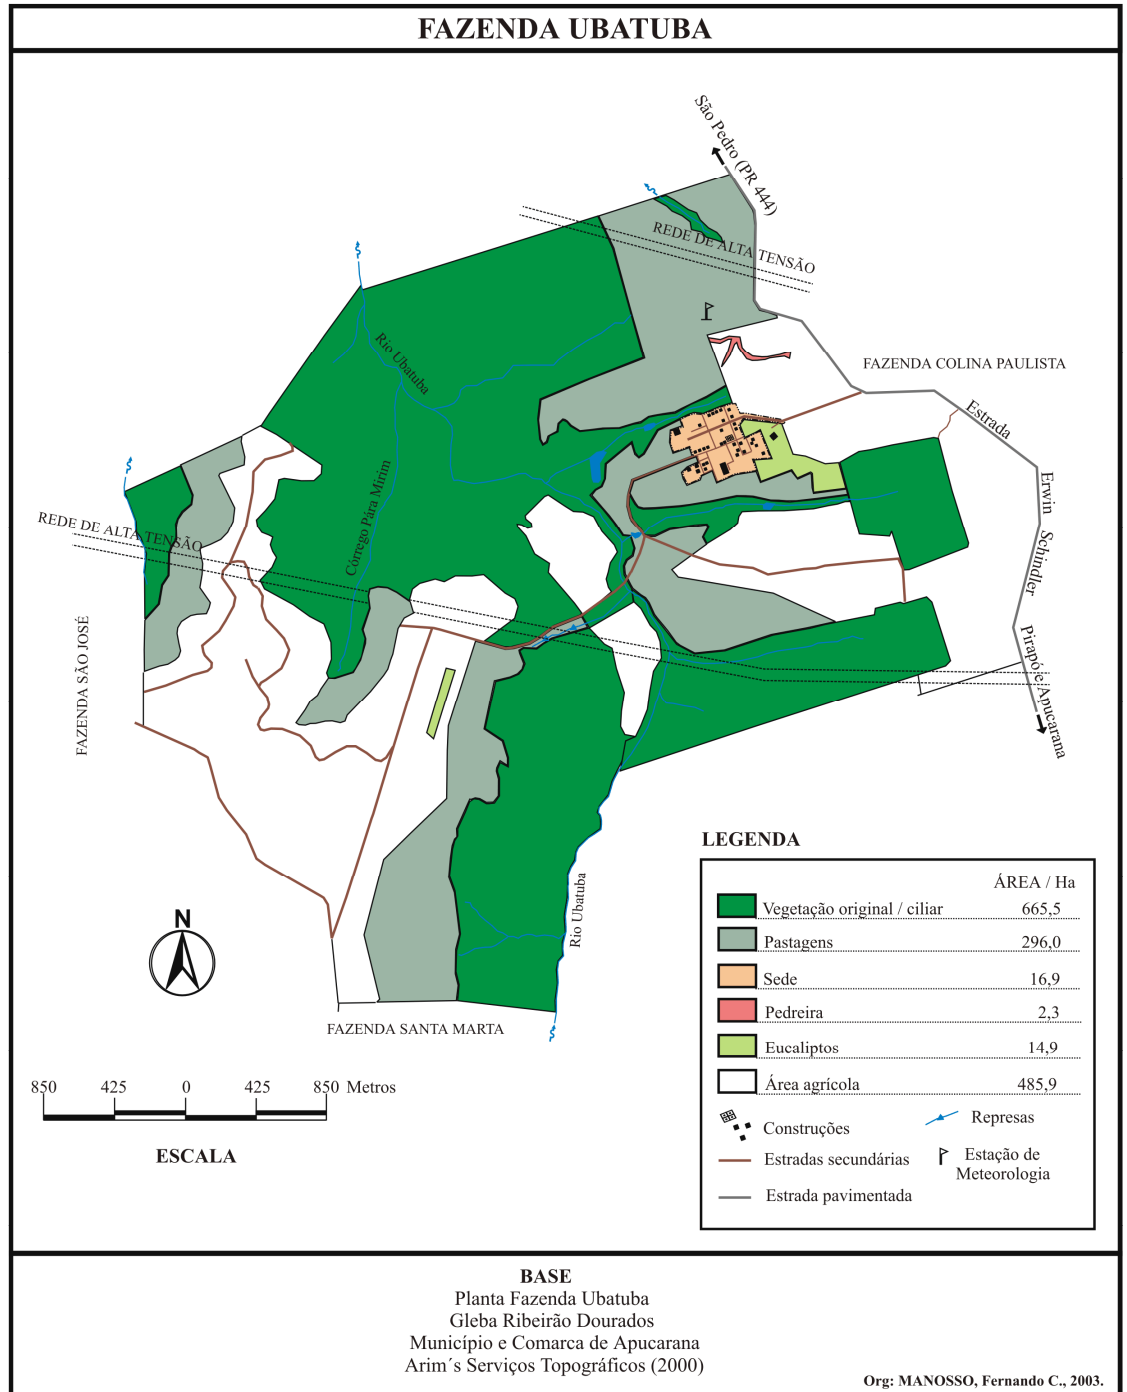 FAZENDA UBATUBA
São Pedro (PR 444)
REDE DE ALTA TENSÃO
Rio Ubatuba
FAZENDA COLINA PAULISTA
Estrada
Erwin Schindler
Pirapó e Apucarana
Córrego Pára Mirim
REDE DE ALTA TENSÃO
FAZENDA SÃO JOSÉ
Rio Ubatuba
N
FAZENDA SANTA MARTA
850 425 0 425 850 Metros
ESCALA
LEGENDA
ÁREA / Ha
Vegetação original / ciliar 665,5
Pastagens 296,0
Sede 16,9
Pedreira 2,3
Eucaliptos 14,9
Área agrícola 485,9
Construções
Represas
Estradas secundárias
Estação de
Meteorologia
Estrada pavimentada
BASE
Planta Fazenda Ubatuba
Gleba Ribeirão Dourados
Município e Comarca de Apucarana
Arim´s Serviços Topográficos (2000)
Org: MANOSSO, Fernando C., 2003.